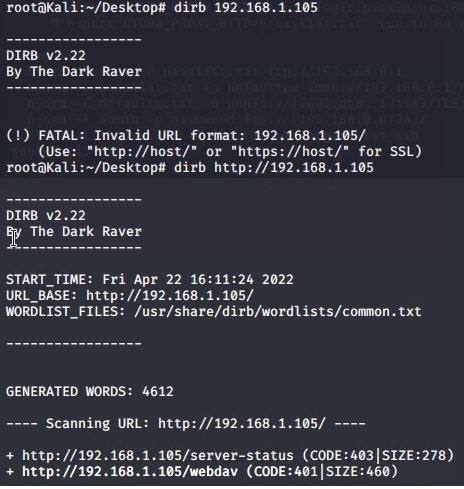 root@Kali:~/Desktop# dirb 192.168.1.105
-----------------
DIRB v2.22
By The Dark Raver
-----------------
(!) FATAL: Invalid URL format: 192.168.1.105/
(Use: "http://host/" or "https://host/" for SSL)
root@Kali:~/Desktop# dirb http://192.168.1.105
-----------------
DIRB v2.22
By The Dark Raver
-----------------
START_TIME: Fri Apr 22 16:11:24 2022
URL_BASE: http://192.168.1.105/
WORDLIST_FILES: /usr/share/dirb/wordlists/common.txt
-----------------
GENERATED WORDS: 4612
---- Scanning URL: http://192.168.1.105/ ----
+ http://192.168.1.105/server-status (CODE:403|SIZE:278)
+ http://192.168.1.105/webdav (CODE:401|SIZE:460)